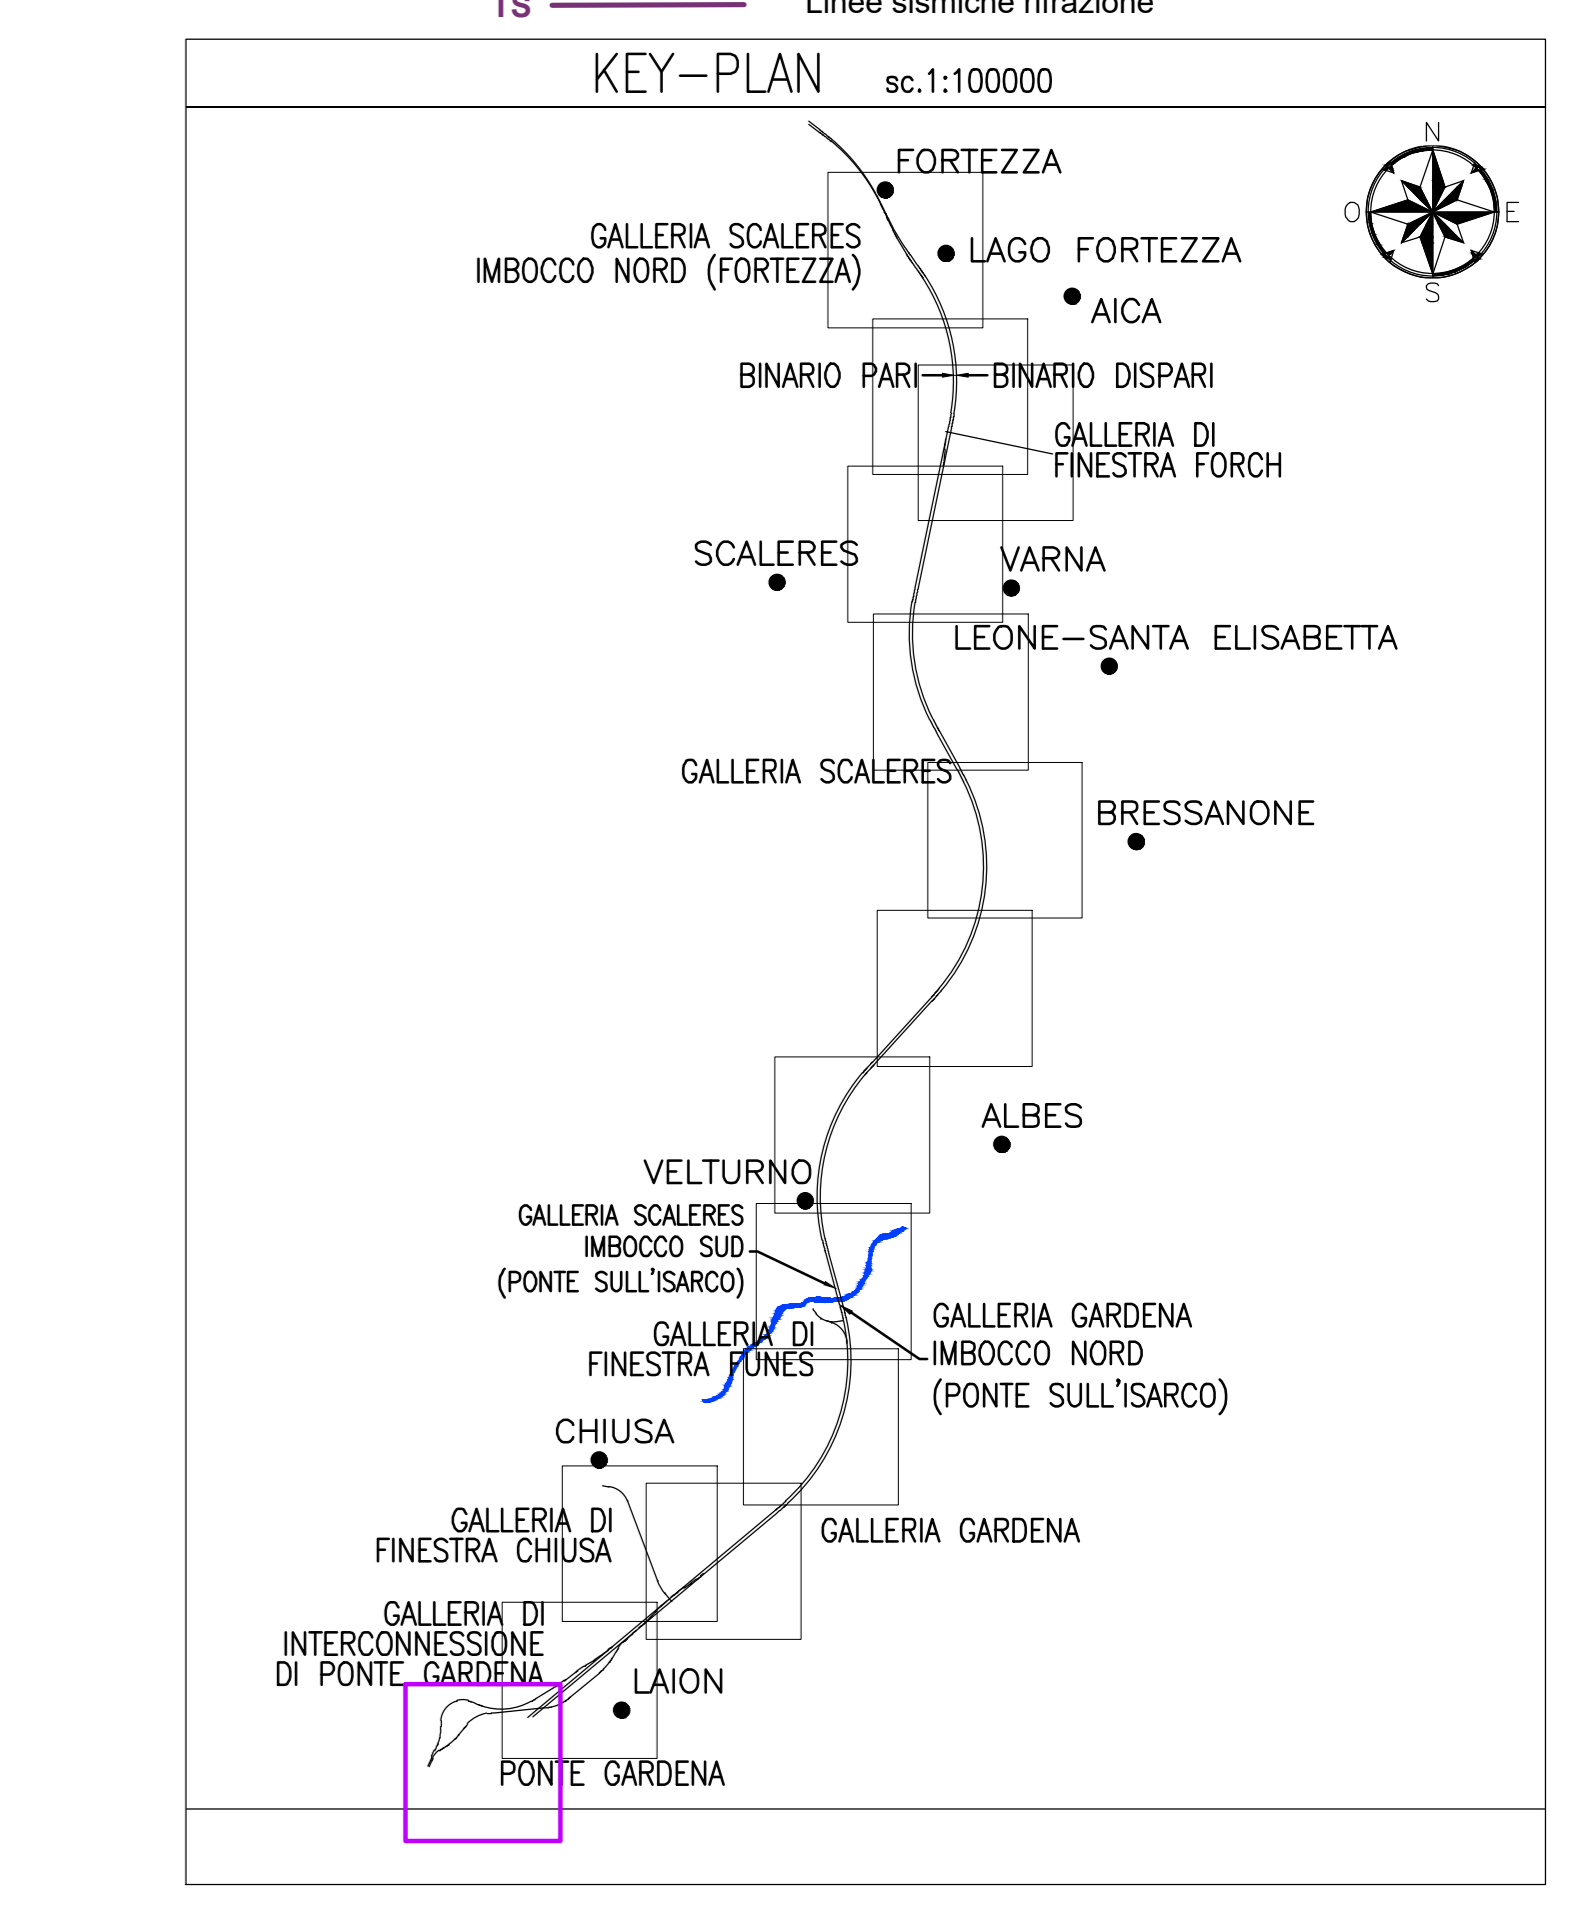 TS Linee sismiche rifrazione
KEY-PLAN sc.1:100000
N
FORTEZZA
O
E
GALLERIA SCALERES
IMBOCCO NORD (FORTEZZA)
LAGO FORTEZZA
S
AICA
BINARIO PARI
BINARIO DISPARI
GALLERIA DI
FINESTRA FORCH
SCALERES
VARNA
LEONE-SANTA ELISABETTA
GALLERIA SCALERES
BRESSANONE
ALBES
VELTURNO
GALLERIA SCALERES
IMBOCCO SUD
(PONTE SULL'ISARCO)
GALLERIA GARDENA
IMBOCCO NORD
(PONTE SULL'ISARCO)
GALLERIA DI
FINESTRA FUNES
CHIUSA
GALLERIA DI
FINESTRA CHIUSA
GALLERIA GARDENA
GALLERIA DI
INTERCONNESSIONE
DI PONTE GARDENA
LAION
PONTE GARDENA